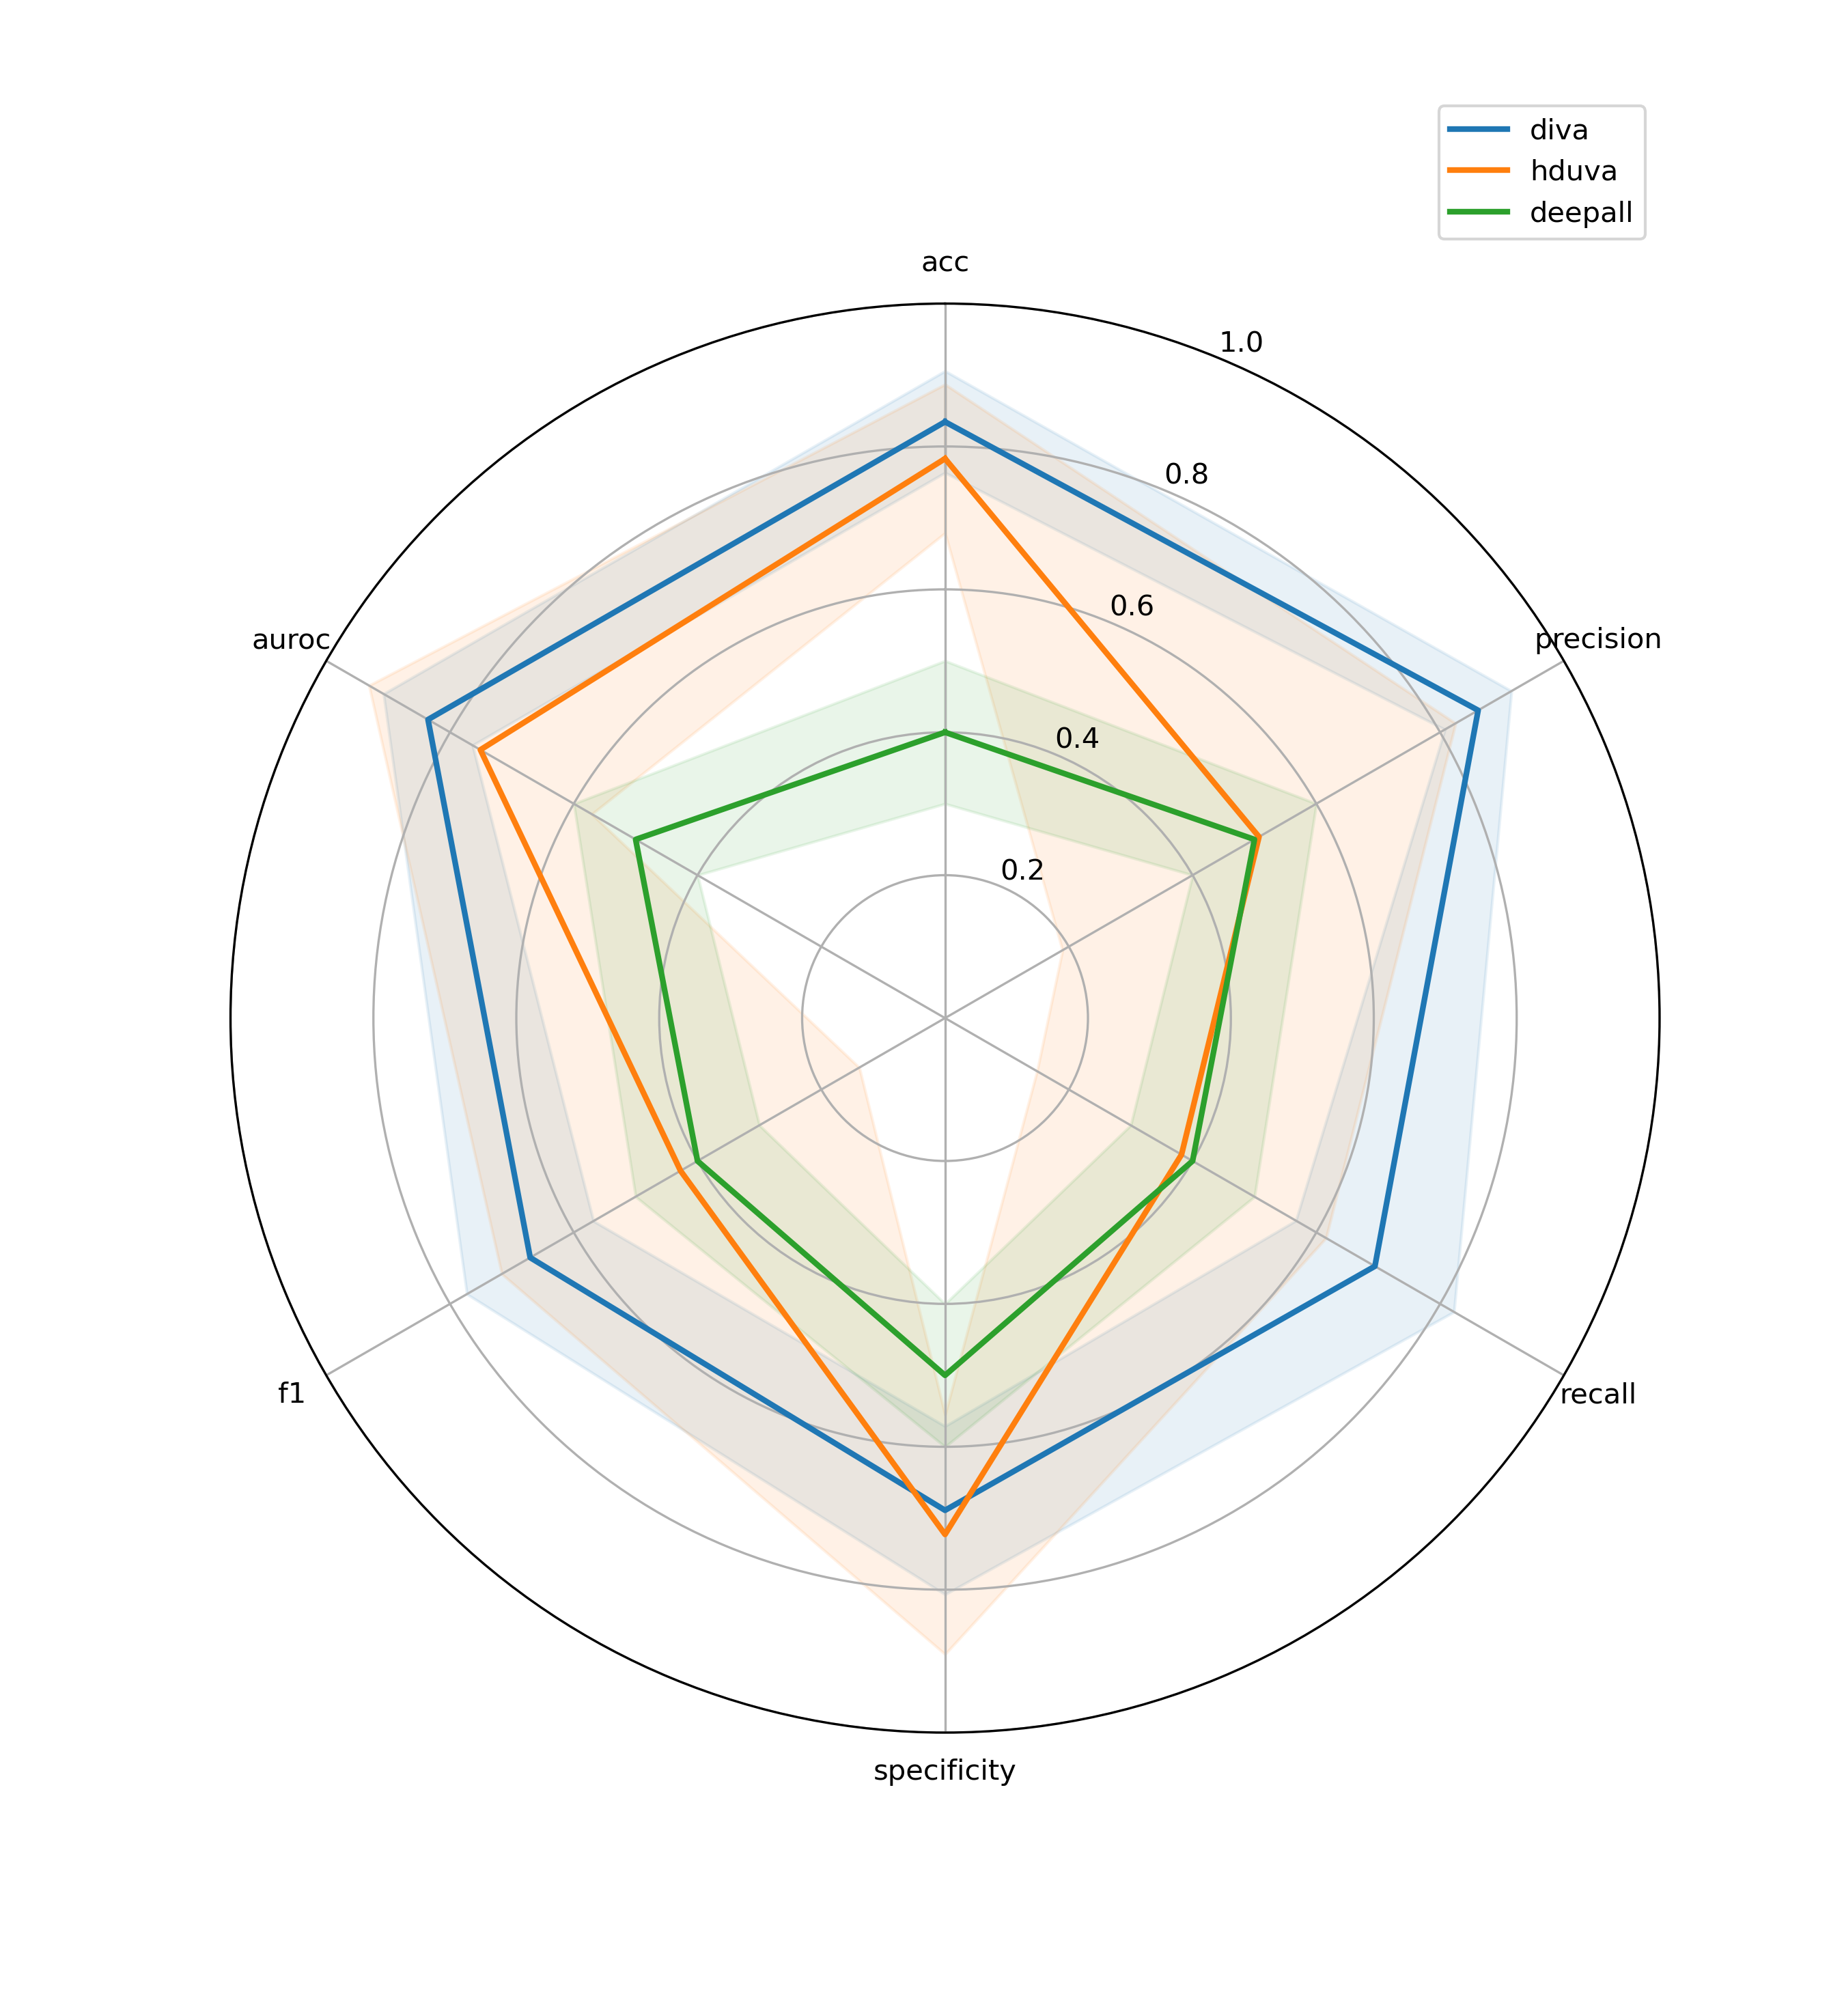 diva
hduva
deepall
acc
1.0
0.8
0.6
auroc
precision
0.4
0.2
f1
recall
specificity